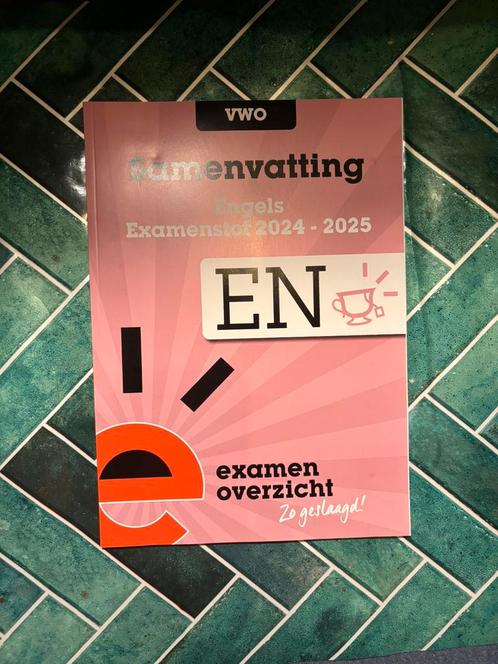 VWO
Samenvatting
Engels
Examenstof 2024 - 2025
EN
examen
overzicht
Zo geslaagd!
e